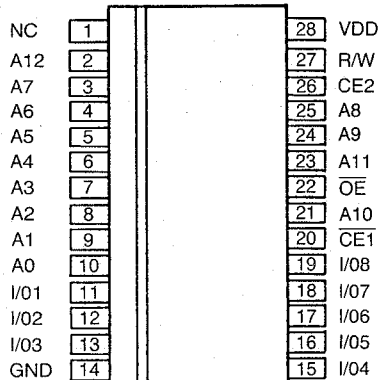 NC 1 28 VDD
A12 2 27 R/W
A7 3 26 CE2
A6 4 25 A8
A5 5 24 A9
A4 6 23 A11
A3 7 22 O̅E̅
A2 8 21 A10
A1 9 20 C̅E̅1̅
A0 10 19 I/08
I/01 11 18 I/07
I/02 12 17 I/06
I/03 13 16 I/05
GND 14 15 I/04